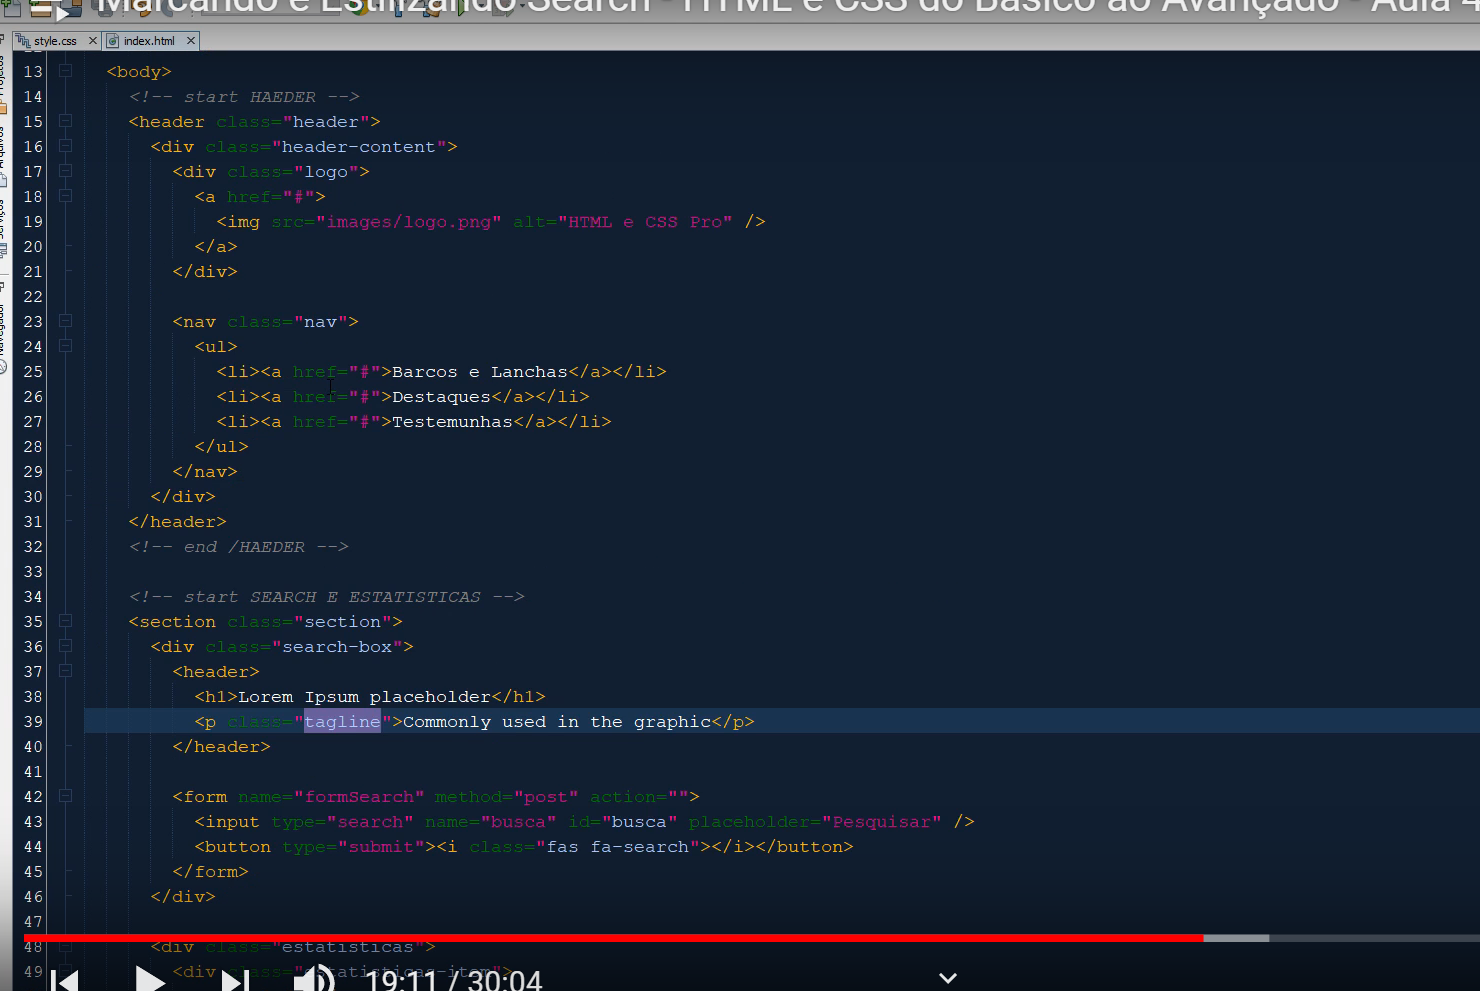 Marcando e Estilizando Search - HTML e CSS do Básico ao Avançado - Aula 4
style.css
index.html
Projetos
Arquivos
Serviços
Navegador
13 <body>
14 <!-- start HAEDER -->
15 <header class="header">
16 <div class="header-content">
17 <div class="logo">
18 <a href="#">
19 <img src="images/logo.png" alt="HTML e CSS Pro" />
20 </a>
21 </div>
22
23 <nav class="nav">
24 <ul>
25 <li><a href="#">Barcos e Lanchas</a></li>
26 <li><a href="#">Destaques</a></li>
27 <li><a href="#">Testemunhas</a></li>
28 </ul>
29 </nav>
30 </div>
31 </header>
32 <!-- end /HAEDER -->
33
34 <!-- start SEARCH E ESTATISTICAS -->
35 <section class="section">
36 <div class="search-box">
37 <header>
38 <h1>Lorem Ipsum placeholder</h1>
39 <p class="tagline">Commonly used in the graphic</p>
40 </header>
41
42 <form name="formSearch" method="post" action="">
43 <input type="search" name="busca" id="busca" placeholder="Pesquisar" />
44 <button type="submit"><i class="fas fa-search"></i></button>
45 </form>
46 </div>
47
48 <div class="estatisticas">
49 <div class="estatisticas-item">
19:11 / 30:04